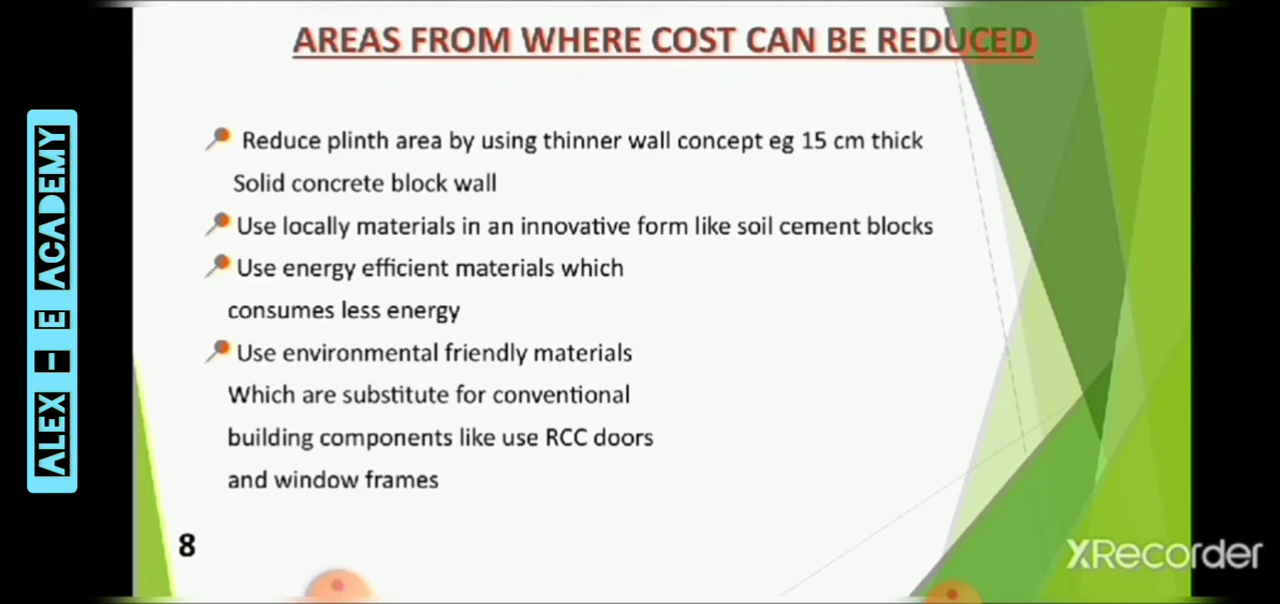 AREAS FROM WHERE COST CAN BE REDUCED
Reduce plinth area by using thinner wall concept eg 15 cm thick
Solid concrete block wall
Use locally materials in an innovative form like soil cement blocks
Use energy efficient materials which
consumes less energy
Use environmental friendly materials
Which are substitute for conventional
building components like use RCC doors
and window frames
8
ALEX - E ACADEMY
XRecorder